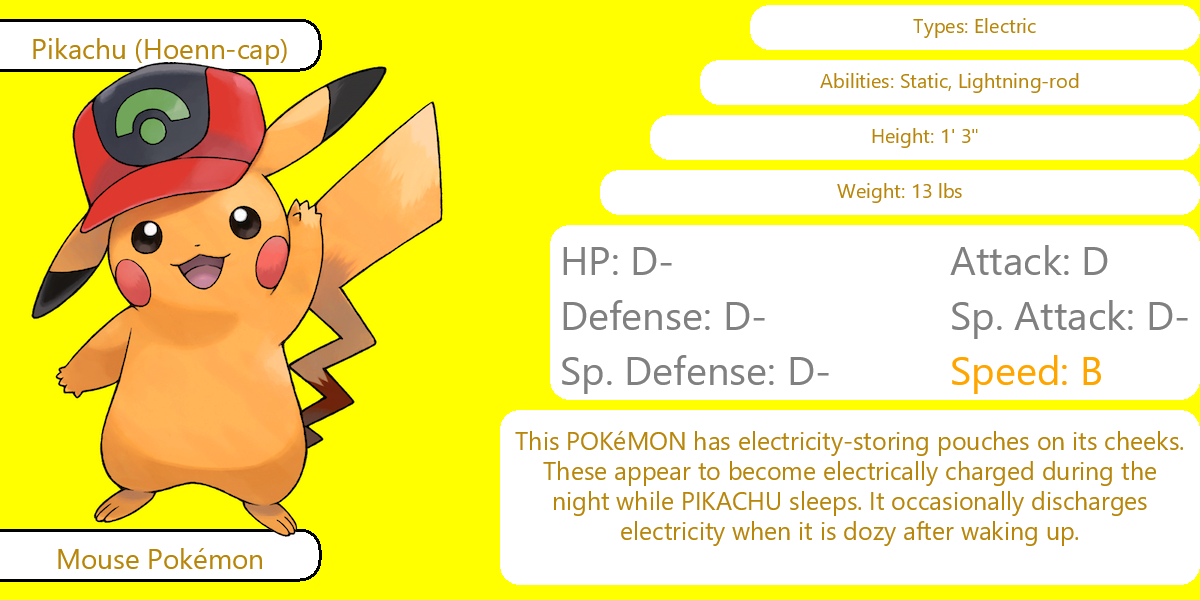 Pikachu (Hoenn-cap)
Types: Electric
Abilities: Static, Lightning-rod
Height: 1' 3"
Weight: 13 lbs
HP: D-
Attack: D
Defense: D-
Sp. Attack: D-
Sp. Defense: D-
Speed: B
This POKéMON has electricity-storing pouches on its cheeks.
These appear to become electrically charged during the
night while PIKACHU sleeps. It occasionally discharges
electricity when it is dozy after waking up.
Mouse Pokémon